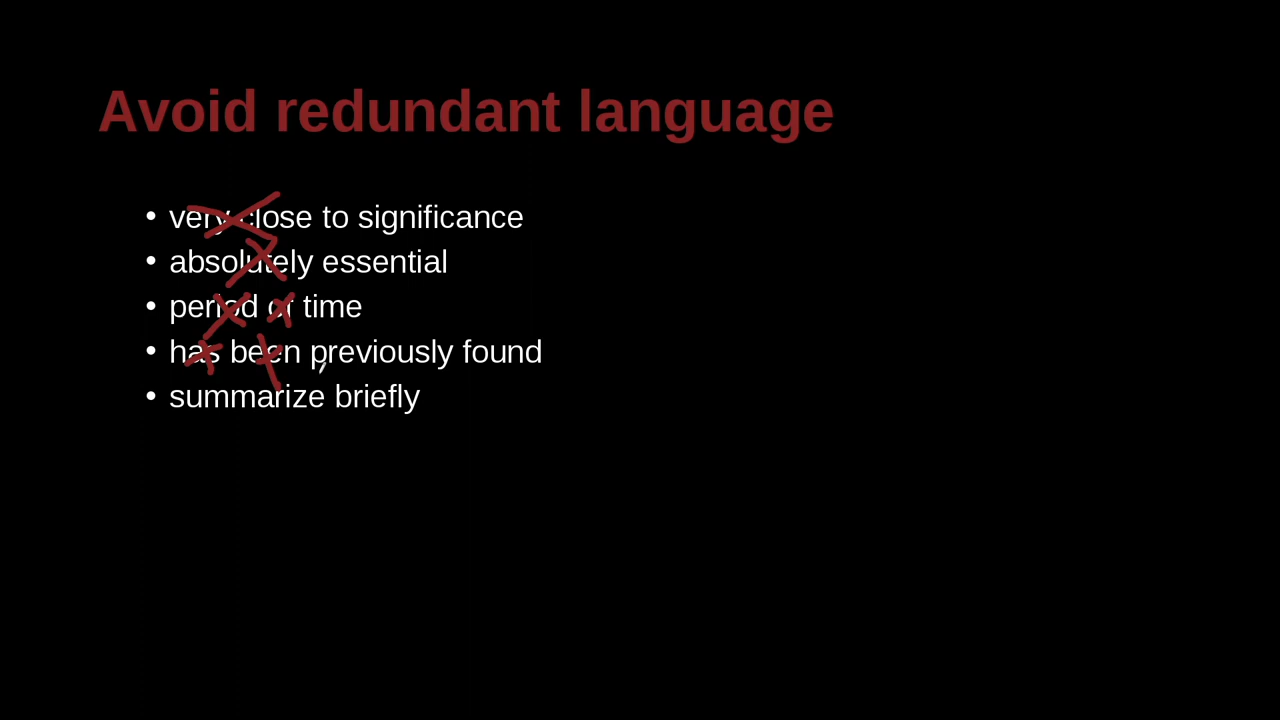 Avoid redundant language
• very close to significance
• absolutely essential
• period of time
• has been previously found
• summarize briefly